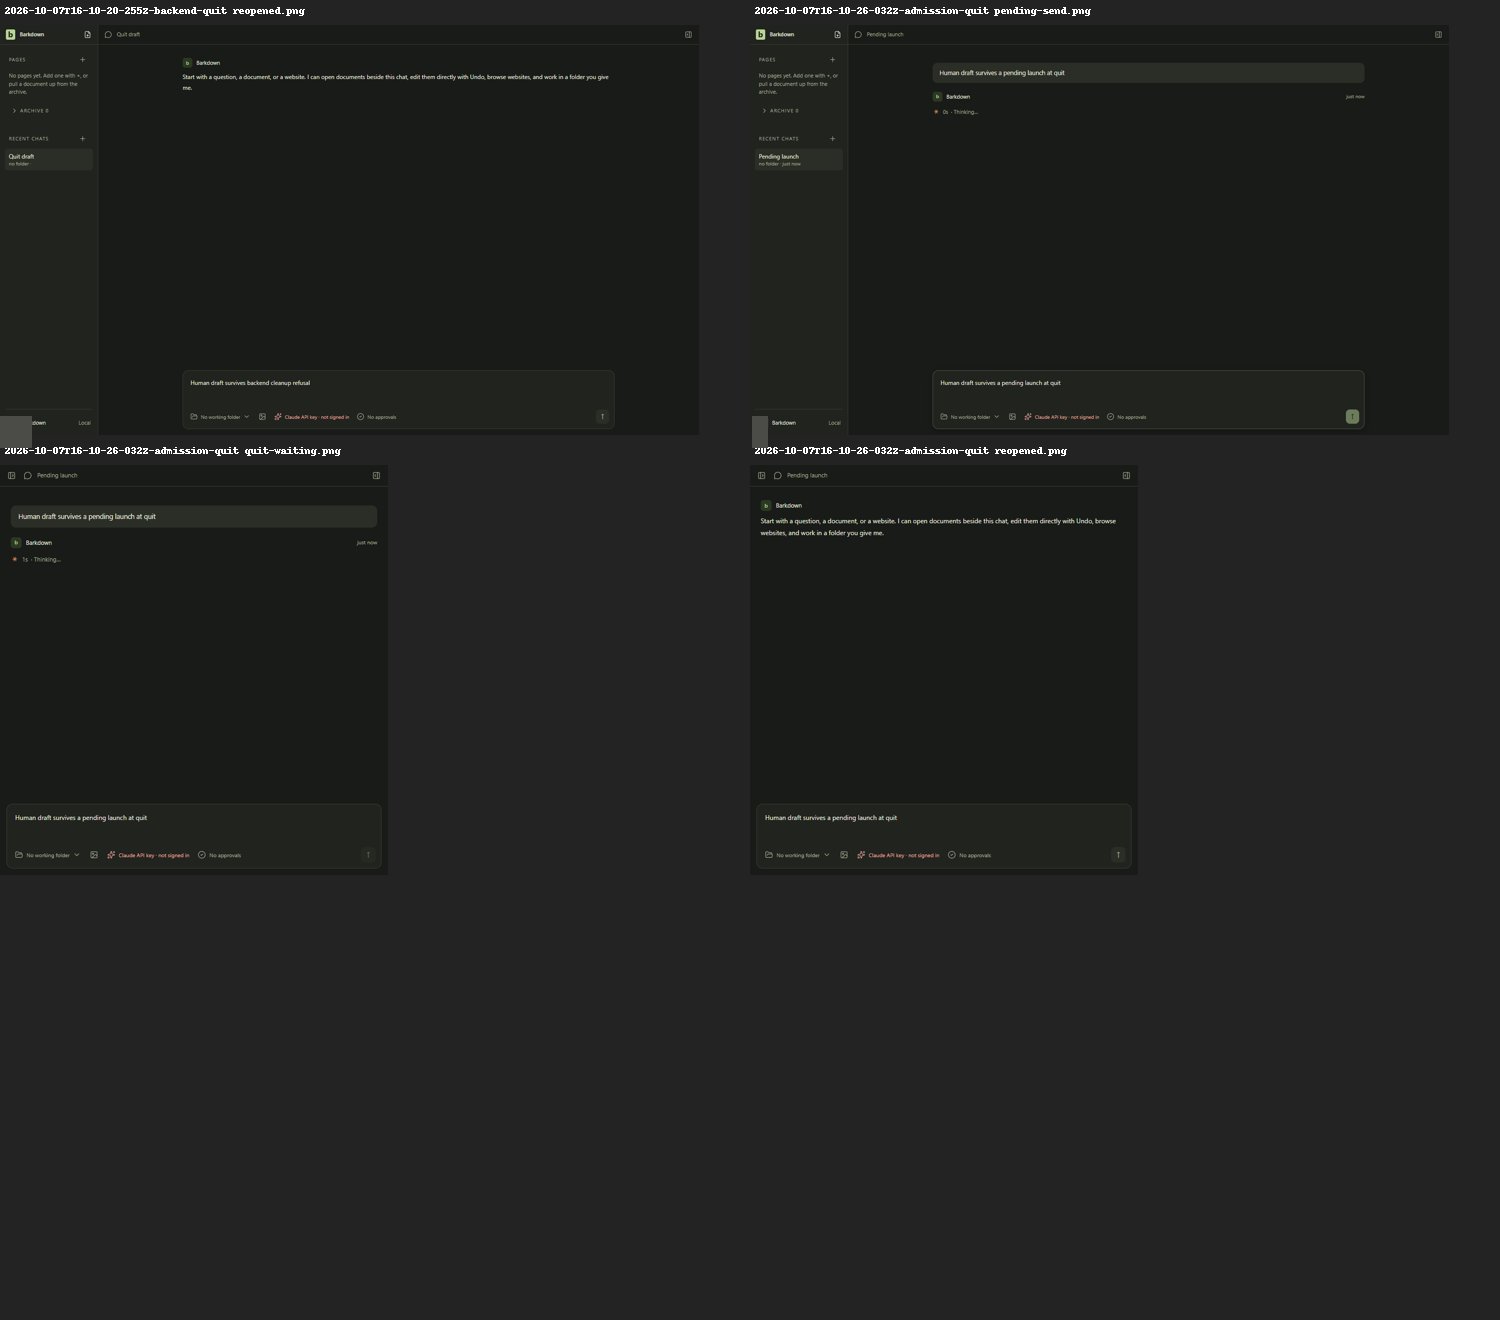 2026-10-07T16-10-20-255z-backend-quit reopened.png
Barkdown
Quit draft
PAGES
No pages yet. Add one with +, or
pull a document up from the
archive.
ARCHIVE 0
RECENT CHATS
Quit draft
no folder ·
b Barkdown
Start with a question, a document, or a website. I can open documents beside this chat, edit them directly with Undo, browse websites, and work in a folder you give
me.
Human draft survives backend cleanup refusal
No working folder
Claude API key · not signed in
No approvals
kdown
Local
2026-10-07T16-10-26-032z-admission-quit pending-send.png
b Barkdown
Pending launch
PAGES
No pages yet. Add one with +, or
pull a document up from the
archive.
ARCHIVE 0
RECENT CHATS
Pending launch
no folder · just now
Human draft survives a pending launch at quit
b Barkdown
just now
0s · Thinking...
Human draft survives a pending launch at quit
No working folder
Claude API key · not signed in
No approvals
Barkdown
Local
2026-10-07T16-10-26-032z-admission-quit quit-waiting.png
Pending launch
Human draft survives a pending launch at quit
b Barkdown
just now
1s · Thinking...
Human draft survives a pending launch at quit
No working folder
Claude API key · not signed in
No approvals
2026-10-07T16-10-26-032z-admission-quit reopened.png
Pending launch
b Barkdown
Start with a question, a document, or a website. I can open documents beside this chat, edit them directly with Undo, browse
websites, and work in a folder you give me.
Human draft survives a pending launch at quit
No working folder
Claude API key · not signed in
No approvals